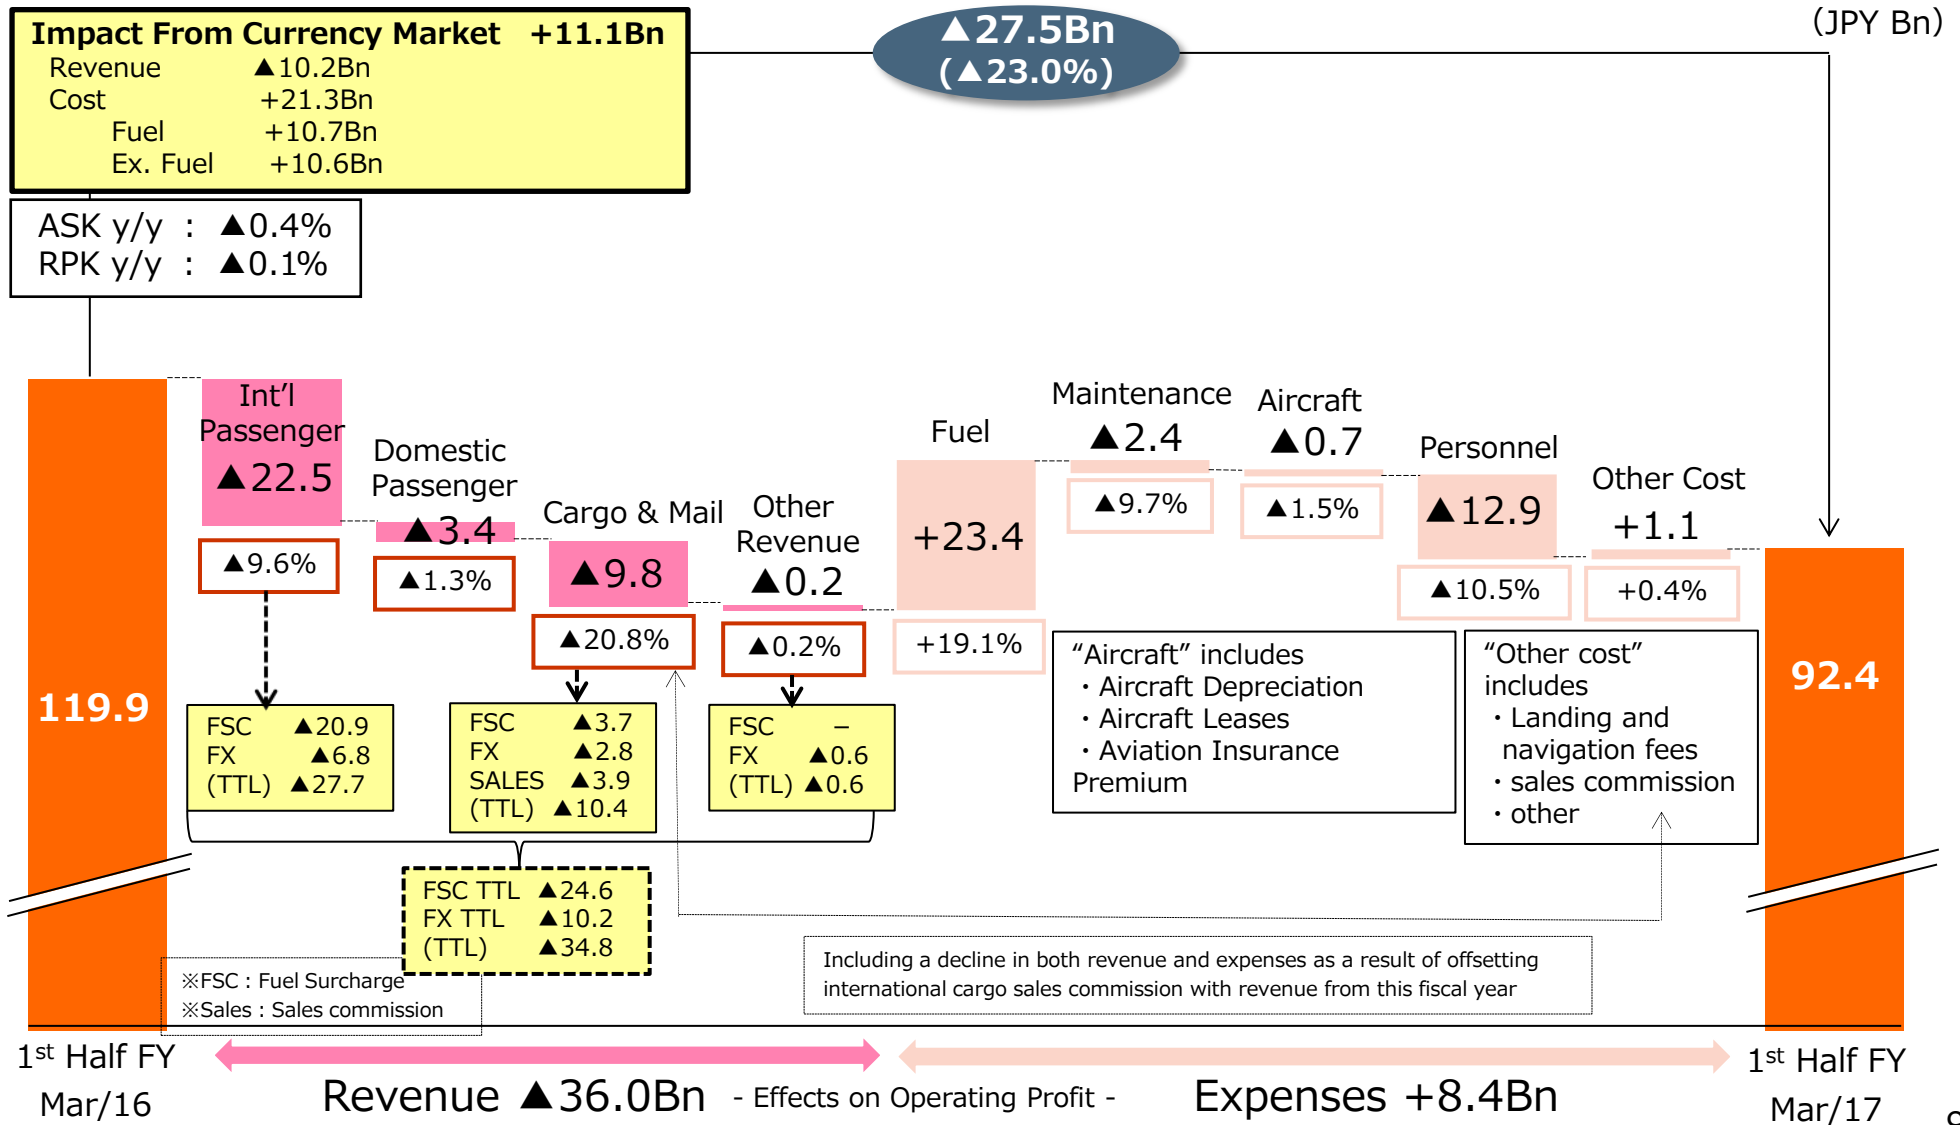 Impact From Currency Market +11.1Bn
Revenue ▲10.2Bn
Cost +21.3Bn
Fuel +10.7Bn
Ex. Fuel +10.6Bn
▲27.5Bn
(▲23.0%)
(JPY Bn)
ASK y/y : ▲0.4%
RPK y/y : ▲0.1%
119.9
Int'l
Passenger
▲22.5
▲9.6%
Domestic
Passenger
▲3.4
▲1.3%
Cargo & Mail
▲9.8
▲20.8%
Other
Revenue
▲0.2
▲0.2%
Fuel
+23.4
+19.1%
Maintenance
▲2.4
▲9.7%
Aircraft
▲0.7
▲1.5%
Personnel
▲12.9
▲10.5%
Other Cost
+1.1
+0.4%
92.4
FSC ▲20.9
FX ▲6.8
(TTL) ▲27.7
FSC ▲3.7
FX ▲2.8
SALES ▲3.9
(TTL) ▲10.4
FSC –
FX ▲0.6
(TTL) ▲0.6
"Aircraft" includes
・Aircraft Depreciation
・Aircraft Leases
・Aviation Insurance
Premium
"Other cost"
includes
・Landing and
navigation fees
・sales commission
・other
FSC TTL ▲24.6
FX TTL ▲10.2
(TTL) ▲34.8
※FSC : Fuel Surcharge
※Sales : Sales commission
Including a decline in both revenue and expenses as a result of offsetting
international cargo sales commission with revenue from this fiscal year
1st Half FY
Mar/16
Revenue ▲36.0Bn - Effects on Operating Profit - Expenses +8.4Bn
1st Half FY
Mar/17